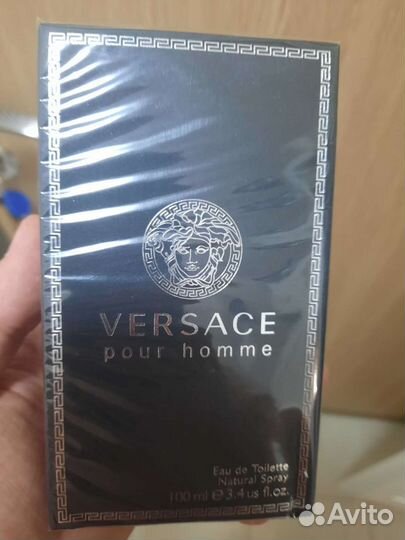 VERSACE
pour homme
Eau de Toilette
Natural Spray
100 ml ℮ 3.4 us fl.oz.
Avito